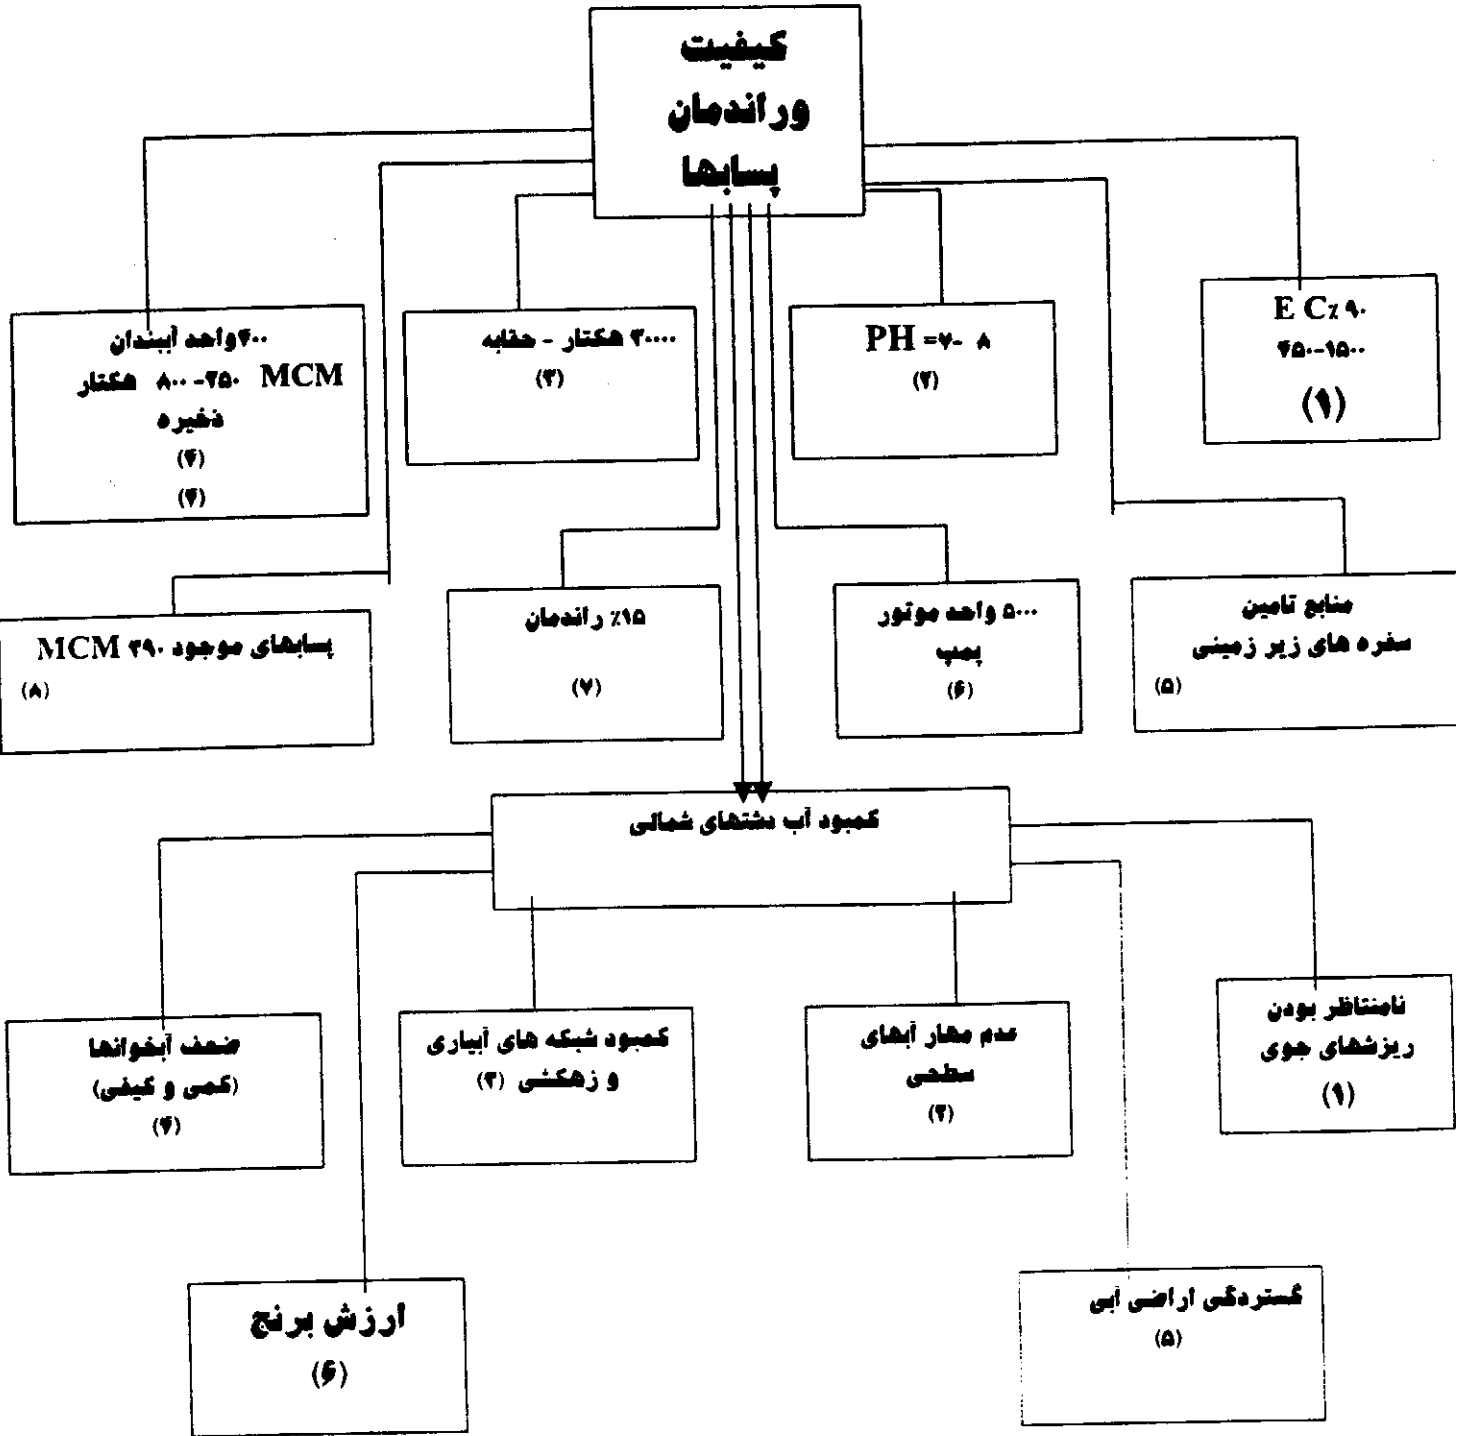 کیفیت
وراندمان
پسابها
E C٪ ۹۰
۴۵۰-۱۵۰۰
(۱)
PH =۷- ۸
(۲)
۳۰۰۰۰ هکتار - حقابه
(۳)
۴۰۰واحد آببندان
MCM ۲۵۰- ۸۰۰ هکتار
ذخیره
(۴)
(۴)
منابع تامین
سفره های زیر زمینی
(۵)
۵۰۰۰ واحد موتور
پمپ
(۶)
٪۱۵ راندمان
(۷)
پسابهای موجود ۲۹۰ MCM
(۸)
کمبود آب دشتهای شمالی
نامنتاظر بودن
ریزشهای جوی
(۱)
عدم مهار آبهای
سطحی
(۲)
کمبود شبکه های آبیاری
و زهکشی (۳)
ضعف آبخوانها
(کمی و کیفی)
(۴)
گستردگی اراضی آبی
(۵)
ارزش برنج
(۶)